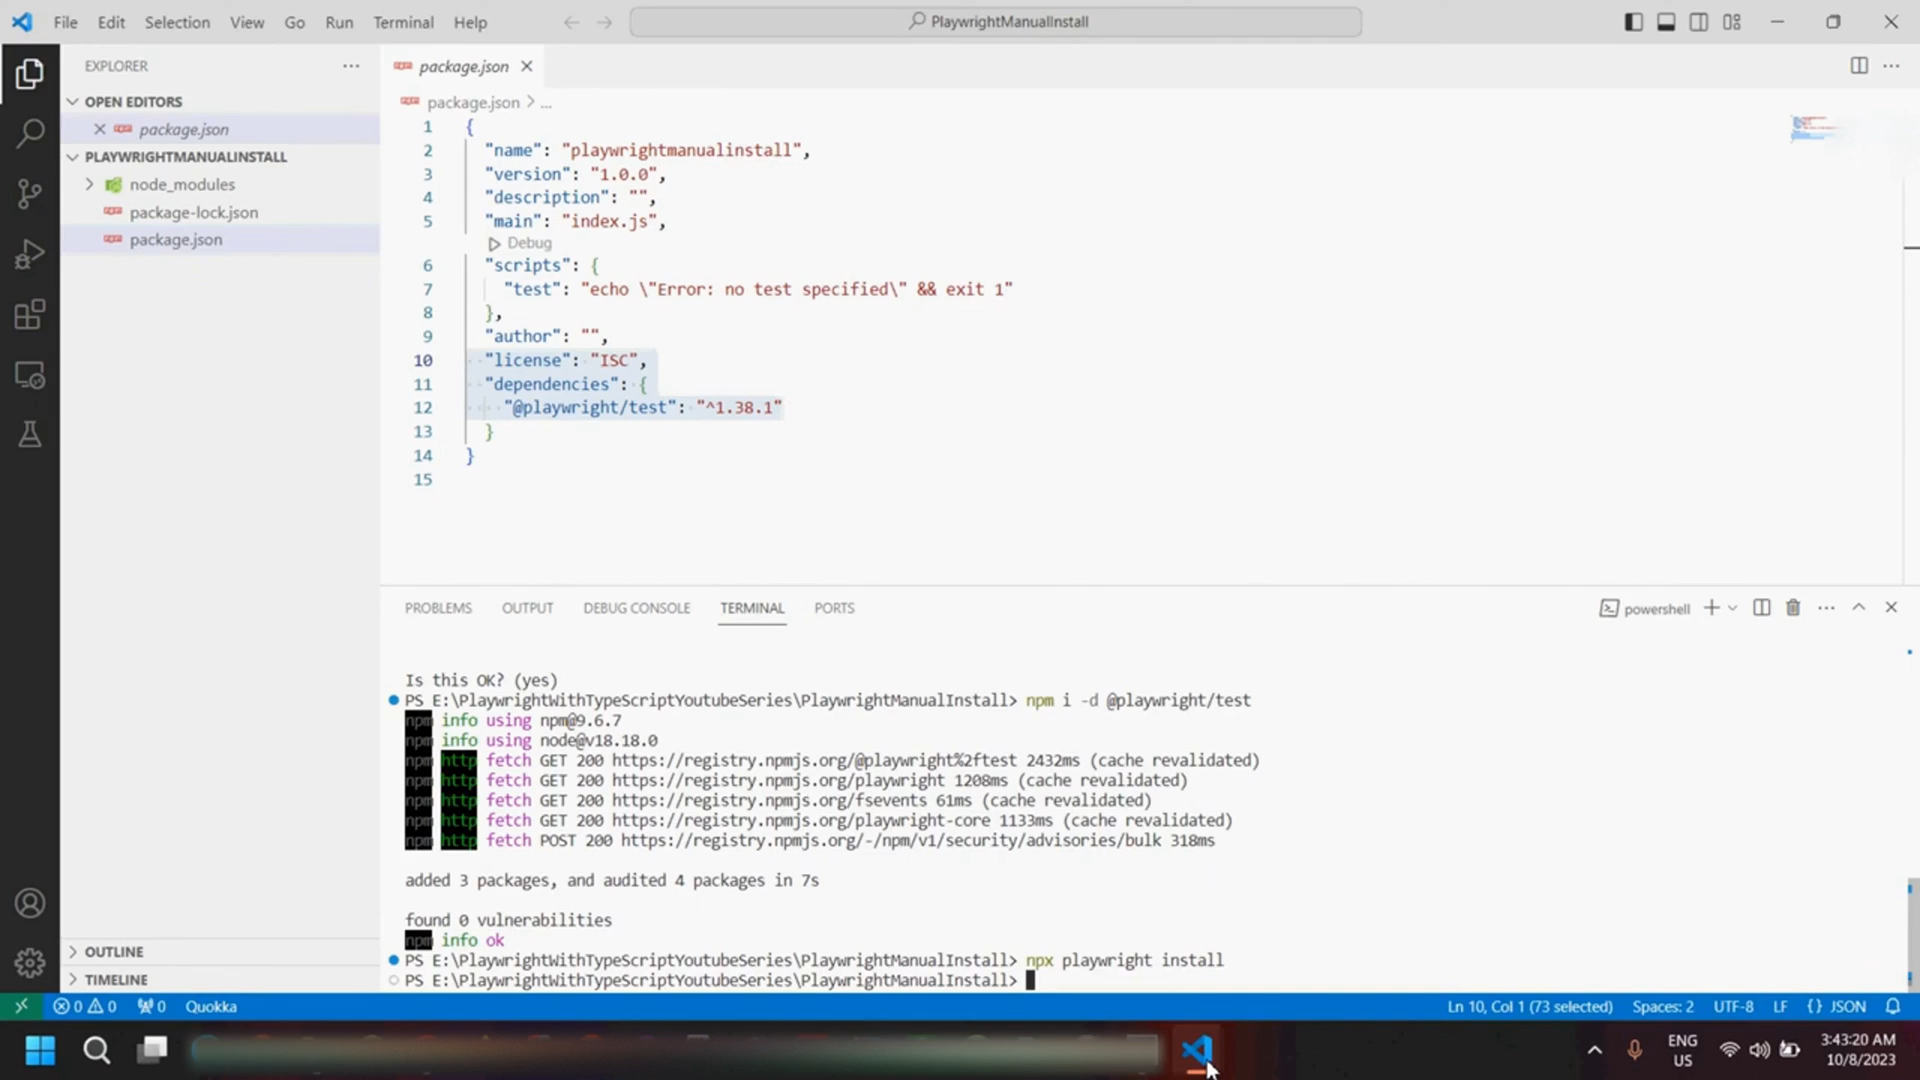 File Edit Selection View Go Run Terminal Help
PlaywrightManualInstall
EXPLORER
OPEN EDITORS
package.json
PLAYWRIGHTMANUALINSTALL
node_modules
package-lock.json
package.json
OUTLINE
TIMELINE
package.json
package.json > ...
1 {
2 "name": "playwrightmanualinstall",
3 "version": "1.0.0",
4 "description": "",
5 "main": "index.js",
Debug
6 "scripts": {
7 "test": "echo \"Error: no test specified\" && exit 1"
8 },
9 "author": "",
10 "license": "ISC",
11 "dependencies": {
12 "@playwright/test": "^1.38.1"
13 }
14 }
15
PROBLEMS OUTPUT DEBUG CONSOLE TERMINAL PORTS
powershell
Is this OK? (yes)
PS E:\PlaywrightWithTypeScriptYoutubeSeries\PlaywrightManualInstall> npm i -d @playwright/test
npm info using npm@9.6.7
npm info using node@v18.18.0
npm http fetch GET 200 https://registry.npmjs.org/@playwright%2ftest 2432ms (cache revalidated)
npm http fetch GET 200 https://registry.npmjs.org/playwright 1208ms (cache revalidated)
npm http fetch GET 200 https://registry.npmjs.org/fsevents 61ms (cache revalidated)
npm http fetch GET 200 https://registry.npmjs.org/playwright-core 1133ms (cache revalidated)
npm http fetch POST 200 https://registry.npmjs.org/-/npm/v1/security/advisories/bulk 318ms
added 3 packages, and audited 4 packages in 7s
found 0 vulnerabilities
npm info ok
PS E:\PlaywrightWithTypeScriptYoutubeSeries\PlaywrightManualInstall> npx playwright install
PS E:\PlaywrightWithTypeScriptYoutubeSeries\PlaywrightManualInstall>
0 0 0 Quokka
Ln 10, Col 1 (73 selected) Spaces: 2 UTF-8 LF {} JSON
ENG
US
3:43:20 AM
10/8/2023